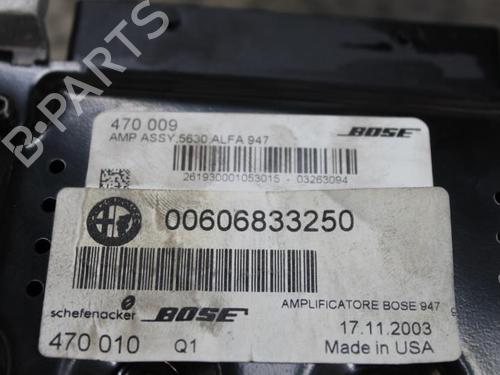 470 009
AMP ASSY,5630,ALFA 947
BOSE
261930001053015 - 03263094
00606833250
schefenacker BOSE
AMPLIFICATORE BOSE 947
17.11.2003
470 010 Q1
Made in USA
B-PARTS